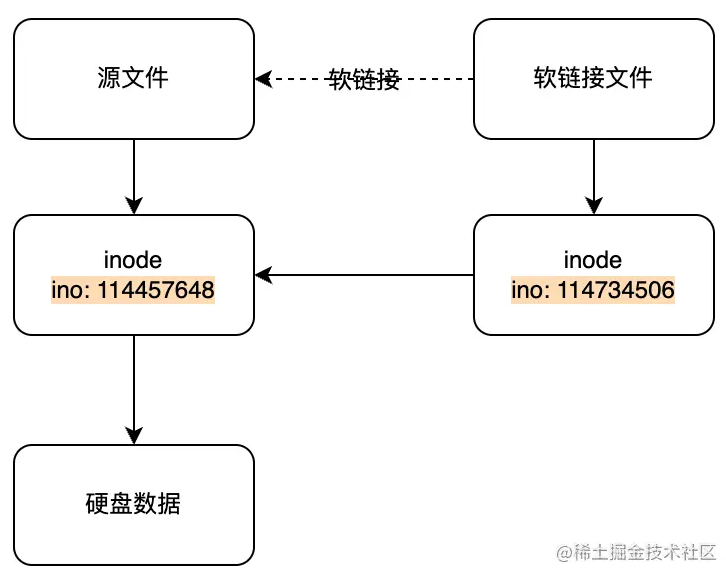 源文件
软链接
软链接文件
inode
ino: 114457648
inode
ino: 114734506
硬盘数据
@稀土掘金技术社区